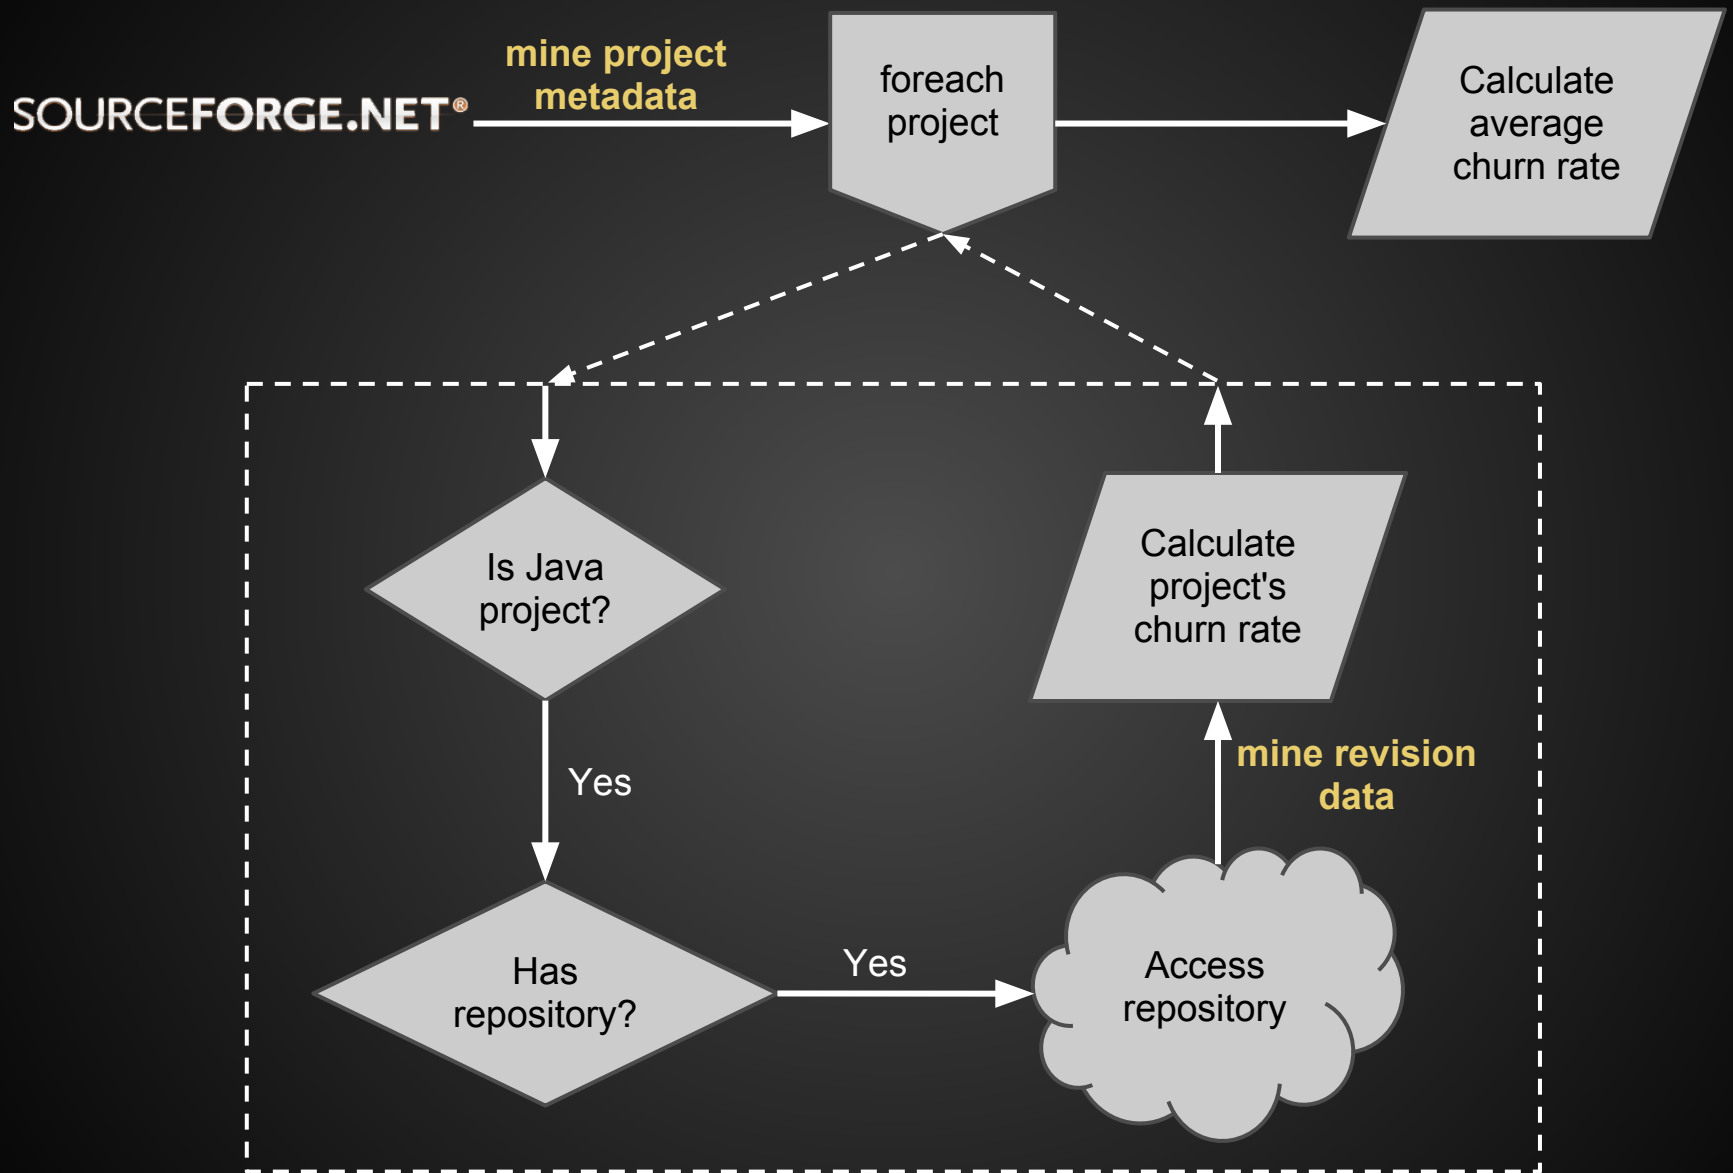 mine project
metadata
SOURCEFORGE.NET®
foreach
project
Calculate
average
churn rate
Is Java
project?
Calculate
project's
churn rate
Yes
mine revision
data
Has
repository?
Yes
Access
repository